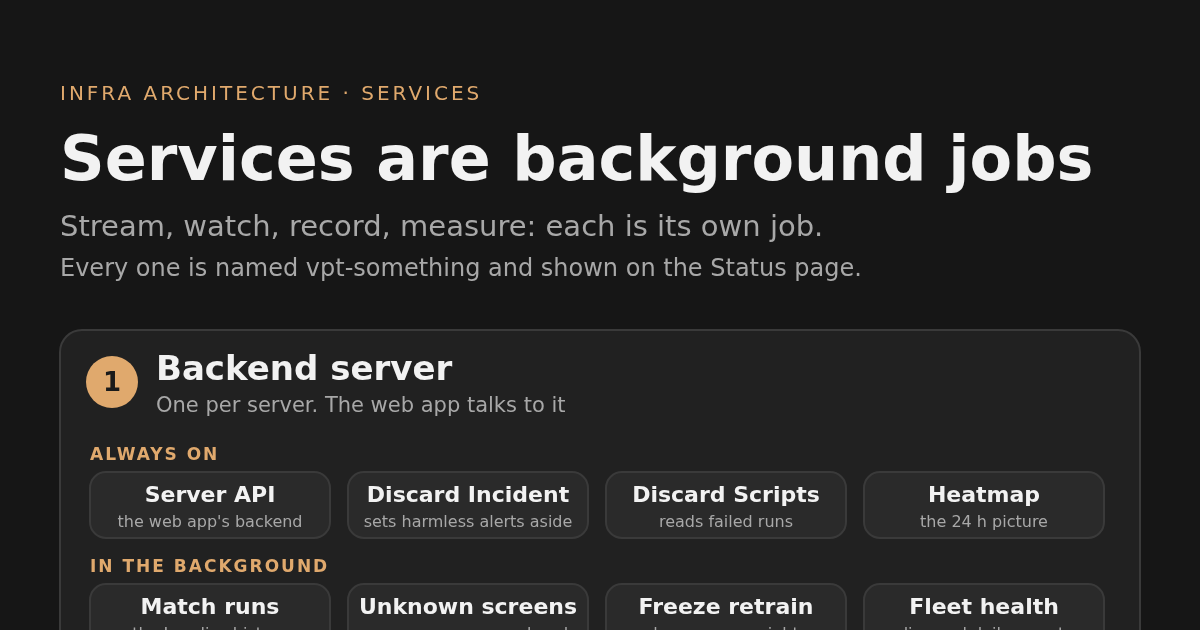 INFRA ARCHITECTURE · SERVICES
Services are background jobs
Stream, watch, record, measure: each is its own job.
Every one is named vpt-something and shown on the Status page.
1
Backend server
One per server. The web app talks to it
ALWAYS ON
Server API
the web app's backend
Discard Incident
sets harmless alerts aside
Discard Scripts
reads failed runs
Heatmap
the 24 h picture
IN THE BACKGROUND
Match runs
Unknown screens
Freeze retrain
Fleet health